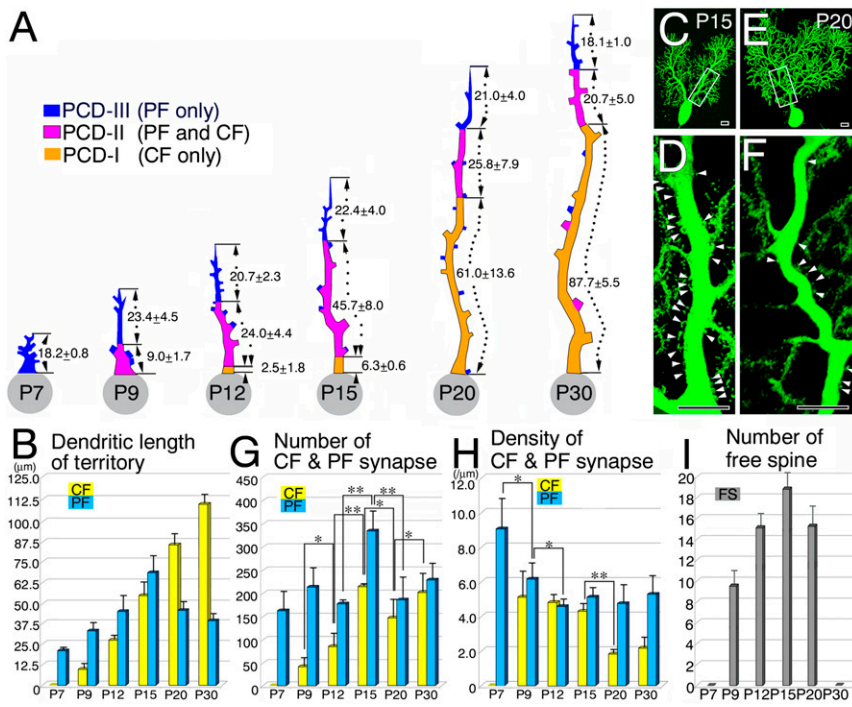 A
PCD-III (PF only)
PCD-II (PF and CF)
PCD-I (CF only)
18.2±0.8
P7
23.4±4.5
9.0±1.7
P9
20.7±2.3
24.0±4.4
2.5±1.8
P12
22.4±4.0
45.7±8.0
6.3±0.6
P15
21.0±4.0
25.8±7.9
61.0±13.6
P20
18.1±1.0
20.7±5.0
87.7±5.5
P30
C P15
E P20
D
F
B Dendritic length
of territory
(μm)
125.0
112.5
100.0
87.5
75.0
62.5
50.0
37.5
25.0
12.5
0
CF
PF
P7 P9 P12 P15 P20 P30
G Number of
CF & PF synapse
450
400
350
300
250
200
150
100
50
0
CF
PF
* ** ** ** * *
P7 P9 P12 P15 P20 P30
H Density of
CF & PF synapse
(/μm)
12.0
10.0
8.0
6.0
4.0
2.0
0
CF
PF
* * **
P7 P9 P12 P15 P20 P30
I Number of
free spine
20
18
16
14
12
10
8
6
4
2
0
FS
P7 P9 P12 P15 P20 P30